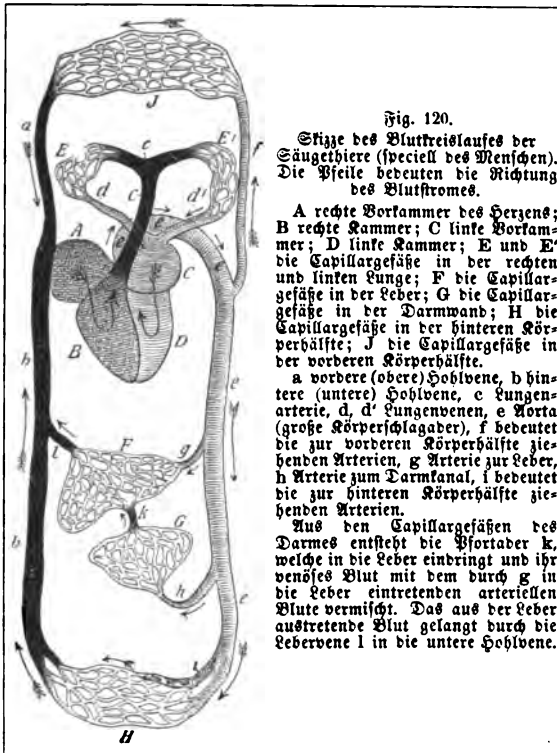 J
a
e
E
E'
f
d
c
d'
e
A
e
C
B
D
b
e
l
F
g
k
G
h
b
e
i
H
Fig. 120.
Skizze des Blutkreislaufes der
Säugethiere (speciell des Menschen).
Die Pfeile bedeuten die Richtung
des Blutstromes.
A rechte Vorkammer des Herzens;
B rechte Kammer; C linke Vorkam-
mer; D linke Kammer; E und E'
die Capillargefäße in der rechten
und linken Lunge; F die Capillar-
gefäße in der Leber; G die Capillar-
gefäße in der Darmwand; H die
Capillargefäße in der hinteren Kör-
perhälfte; J die Capillargefäße in
der vorderen Körperhälfte.
a vordere (obere) Hohlvene, b hin-
tere (untere) Hohlvene, c Lungen-
arterie, d, d' Lungenvenen, e Aorta
(große Körperschlagader), f bedeutet
die zur vorderen Körperhälfte zie-
henden Arterien, g Arterie zur Leber,
h Arterie zum Darmkanal, i bedeutet
die zur hinteren Körperhälfte zie-
henden Arterien.
Aus den Capillargefäßen des
Darmes entsteht die Pfortader k,
welche in die Leber eindringt und ihr
venöses Blut mit dem durch g in
die Leber eintretenden arteriellen
Blute vermischt. Das aus der Leber
austretende Blut gelangt durch die
Lebervene l in die untere Hohlvene.